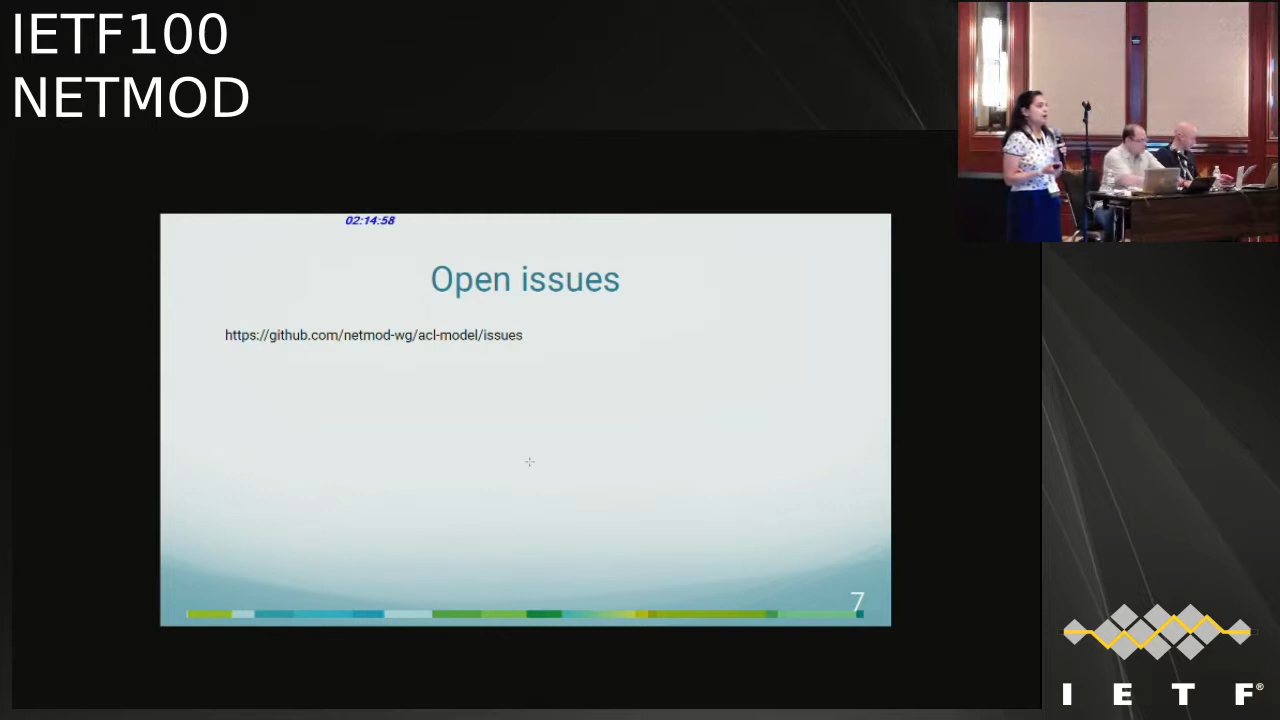 IETF100
NETMOD
02:14:58
Open issues
https://github.com/netmod-wg/acl-model/issues
7
I E T F®